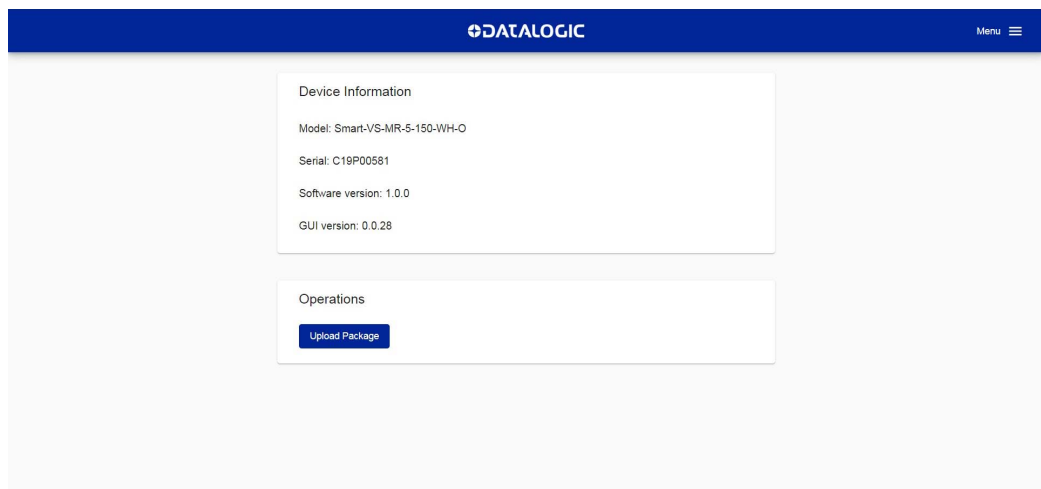 DATALOGIC
Menu
Device Information
Model: Smart-VS-MR-5-150-WH-O
Serial: C19P00581
Software version: 1.0.0
GUI version: 0.0.28
Operations
Upload Package